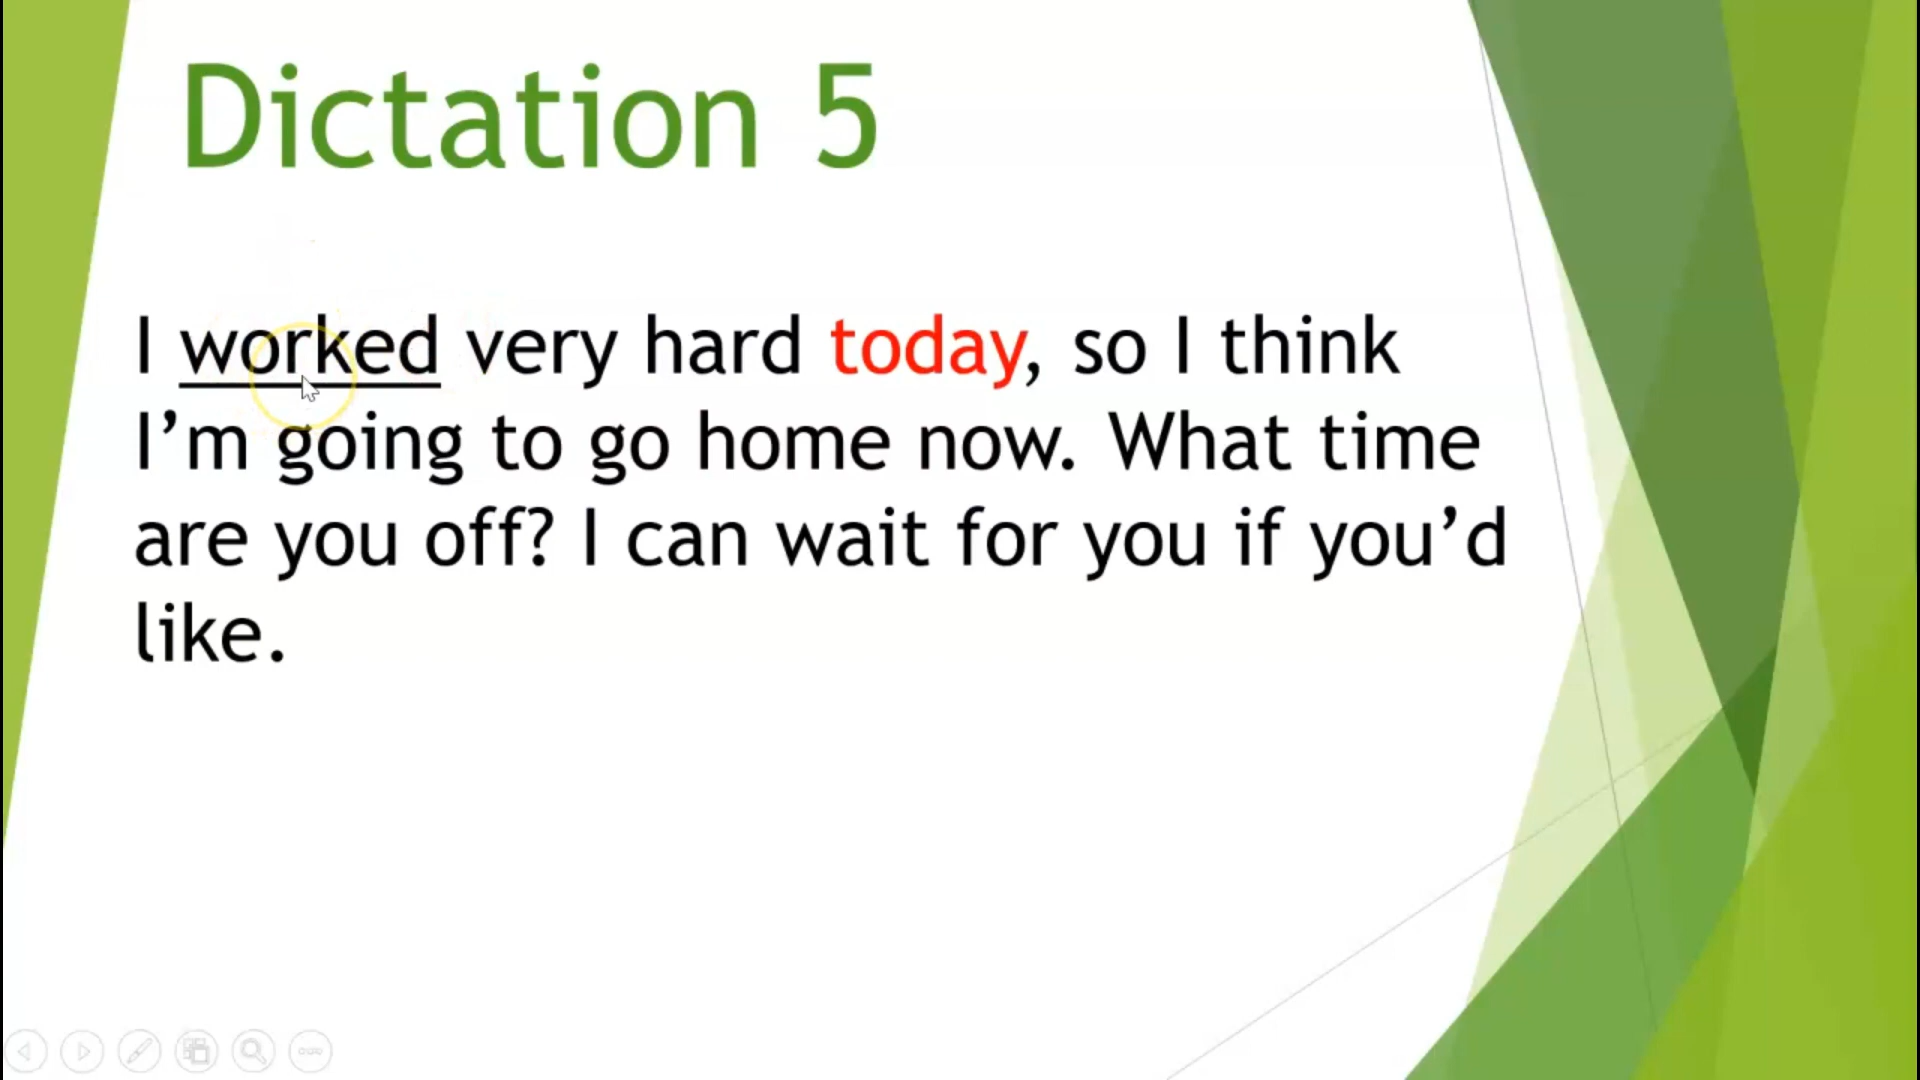 Dictation 5
I worked very hard today, so I think
I’m going to go home now. What time
are you off? I can wait for you if you’d
like.